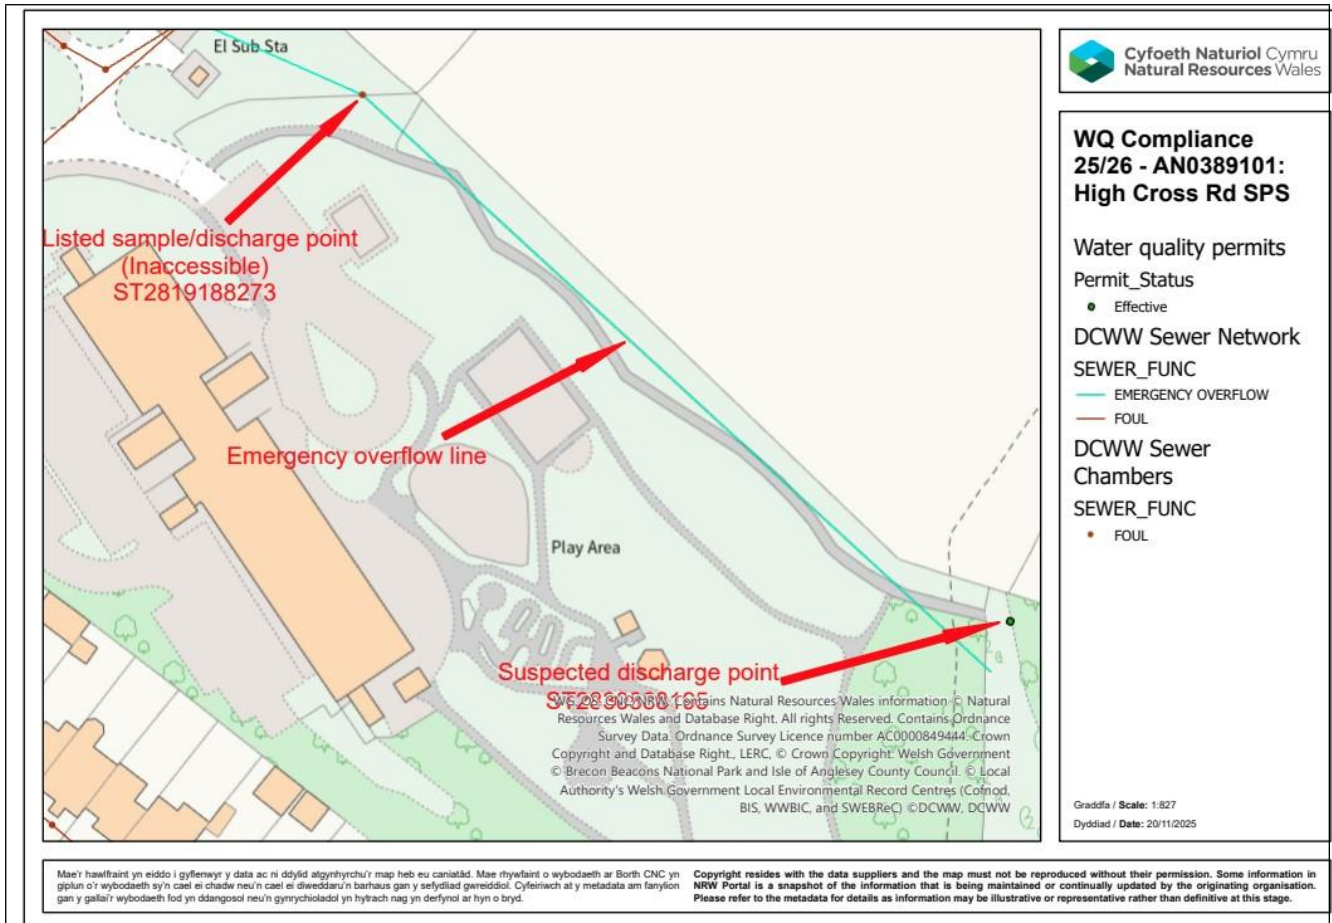 El Sub Sta
Listed sample/discharge point
(Inaccessible)
ST2819188273
Emergency overflow line
Play Area
Suspected discharge point
Contains Natural Resources Wales information © Natural
Resources Wales and Database Right. All rights Reserved. Contains Ordnance
Survey Data. Ordnance Survey Licence number AC0000849444. Crown
Copyright and Database Right., LERC, © Crown Copyright. Welsh Government
© Brecon Beacons National Park and Isle of Anglesey County Council. © Local
Authority's Welsh Government Local Environmental Record Centres (Cofnod,
BIS, WWBIC, and SWEBReC) ©DCWW, DCWW
Cyfoeth Naturiol Cymru
Natural Resources Wales
WQ Compliance
25/26 - AN0389101:
High Cross Rd SPS
Water quality permits
Permit_Status
Effective
DCWW Sewer Network
SEWER_FUNC
EMERGENCY OVERFLOW
FOUL
DCWW Sewer
Chambers
SEWER_FUNC
FOUL
Graddfa / Scale: 1:827
Dyddiad / Date: 20/11/2025
Mae'r hawlfraint yn eiddo i gyflenwyr y data ac ni ddylid atgynhyrchu'r map heb eu caniatâd. Mae rhywfaint o wybodaeth ar Borth CNC yn
giplun o'r wybodaeth sy'n cael ei chadw neu'n cael ei diweddaru'n barhaus gan y sefydliad gwreiddiol. Cyfeiriwch at y metadata am fanylion
gan y gallai'r wybodaeth fod yn ddangosol neu'n gynrychioladol yn hytrach nag yn derfynol ar hyn o bryd.
Copyright resides with the data suppliers and the map must not be reproduced without their permission. Some information in
NRW Portal is a snapshot of the information that is being maintained or continually updated by the originating organisation.
Please refer to the metadata for details as information may be illustrative or representative rather than definitive at this stage.